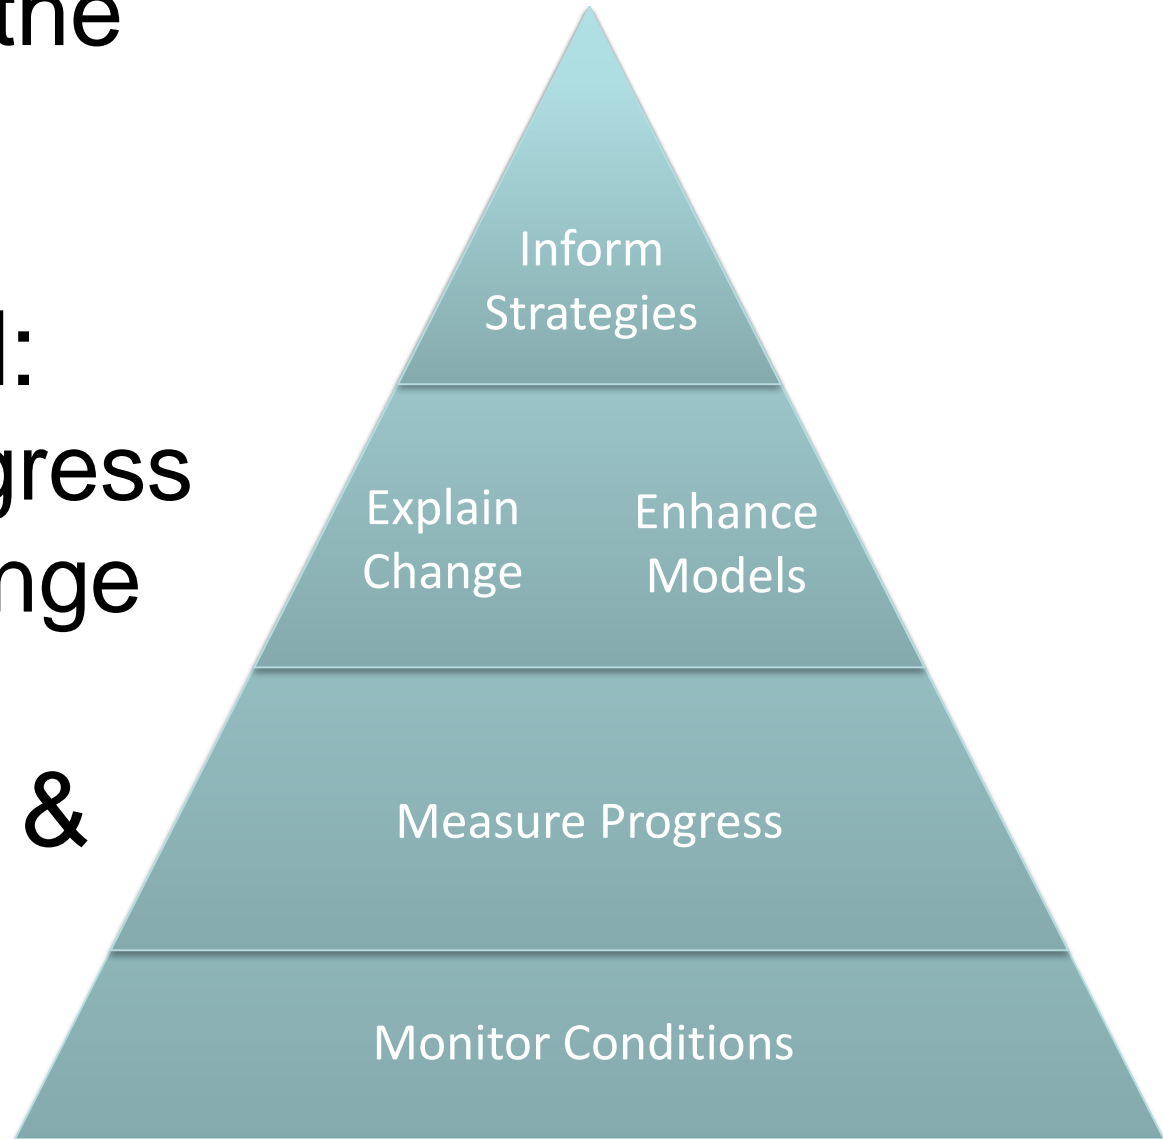 the
Inform
Strategies
:
gress
Explain
Change
Enhance
Models
nge
&
Measure Progress
Monitor Conditions